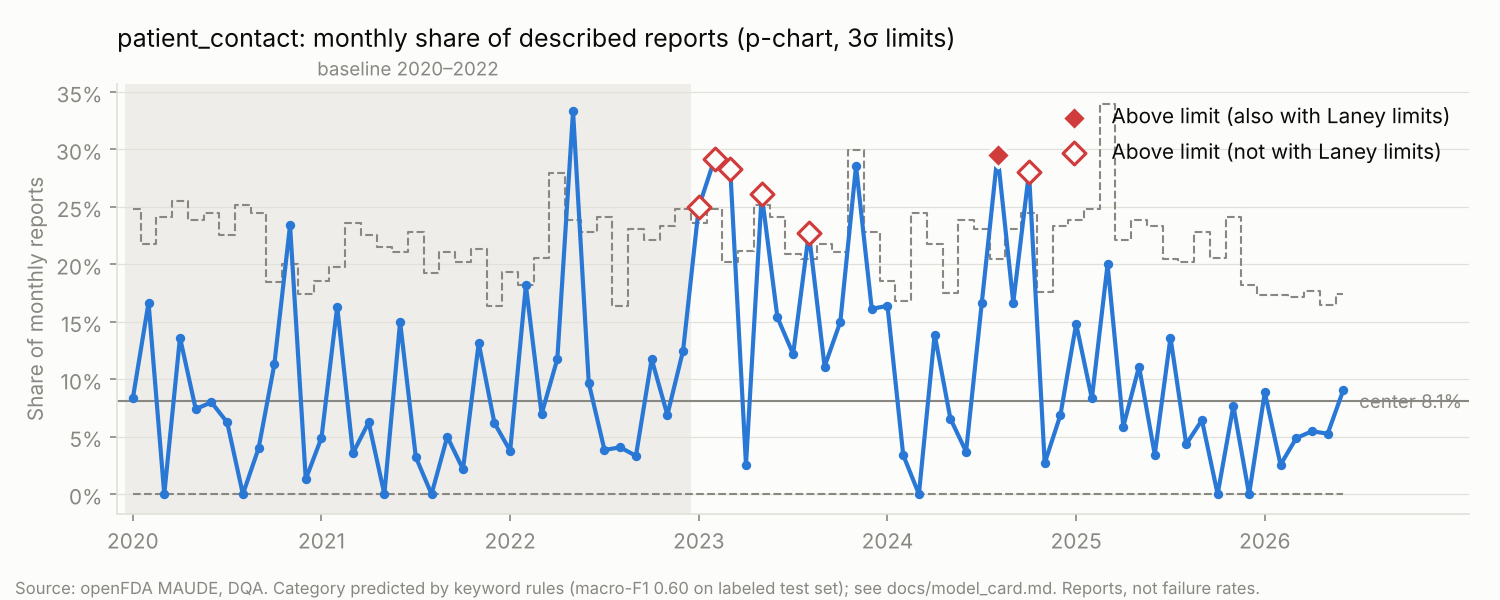 patient_contact: monthly share of described reports (p-chart, 3σ limits)
baseline 2020–2022
Share of monthly reports
35%
30%
25%
20%
15%
10%
5%
0%
Above limit (also with Laney limits)
Above limit (not with Laney limits)
center 8.1%
2020
2021
2022
2023
2024
2025
2026
Source: openFDA MAUDE, DQA. Category predicted by keyword rules (macro-F1 0.60 on labeled test set); see docs/model_card.md. Reports, not failure rates.